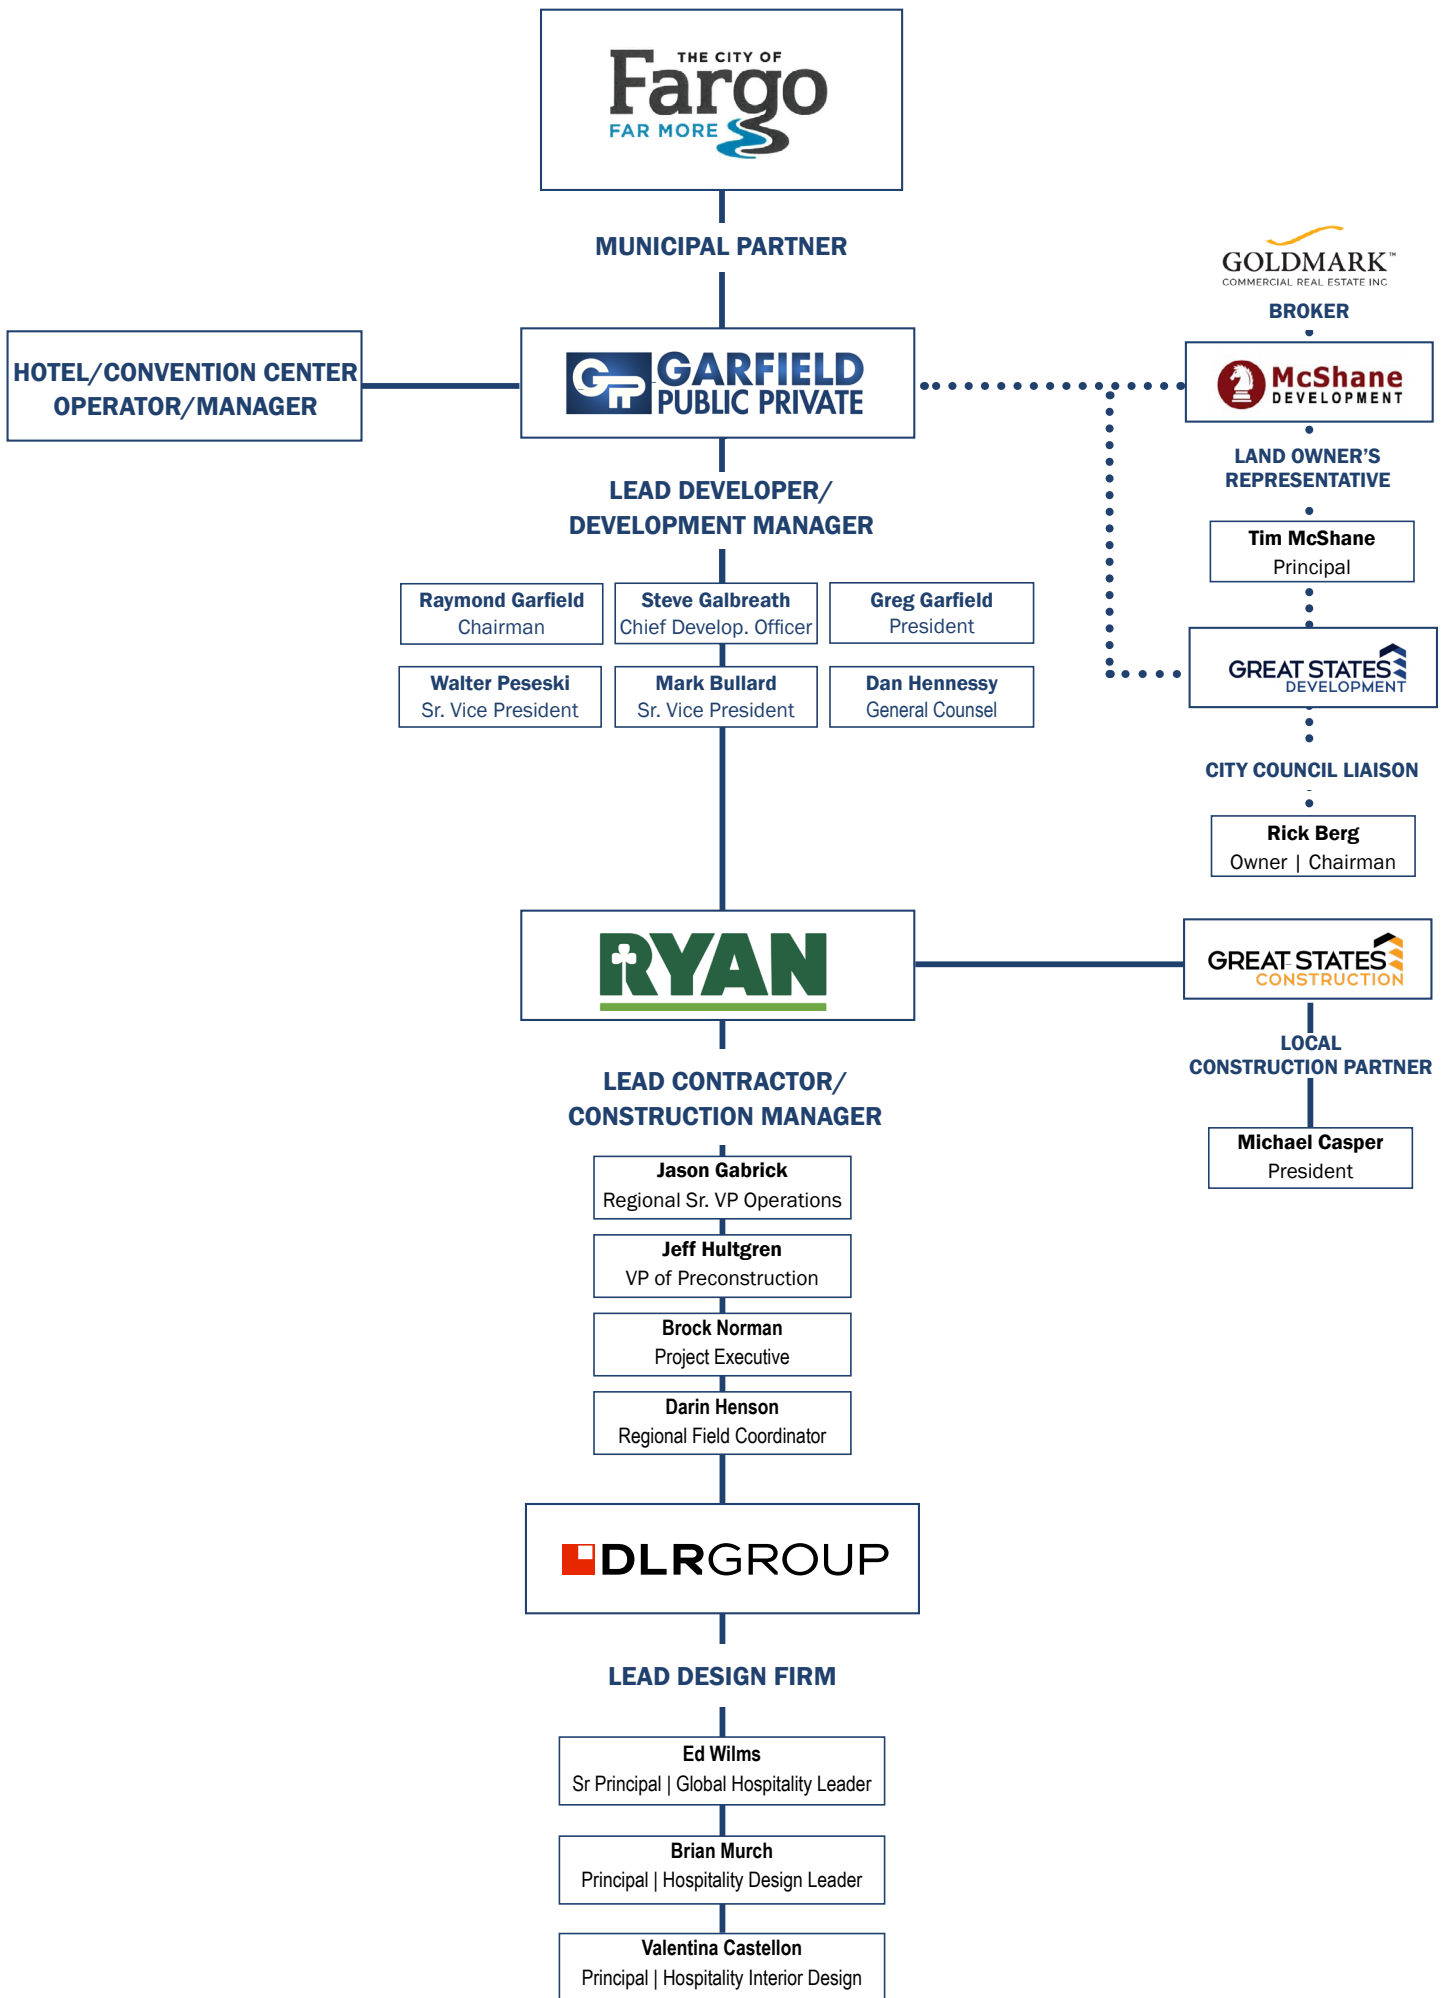 THE CITY OF
Fargo
FAR MORE
MUNICIPAL PARTNER
GOLDMARK™
COMMERCIAL REAL ESTATE INC
BROKER
HOTEL/CONVENTION CENTER
OPERATOR/MANAGER
GPP
GARFIELD
PUBLIC PRIVATE
McShane
DEVELOPMENT
LAND OWNER'S
REPRESENTATIVE
Tim McShane
Principal
LEAD DEVELOPER/
DEVELOPMENT MANAGER
Raymond Garfield
Chairman
Steve Galbreath
Chief Develop. Officer
Greg Garfield
President
Walter Peseski
Sr. Vice President
Mark Bullard
Sr. Vice President
Dan Hennessy
General Counsel
GREAT STATES
DEVELOPMENT
CITY COUNCIL LIAISON
Rick Berg
Owner | Chairman
RYAN
GREAT STATES
CONSTRUCTION
LOCAL
CONSTRUCTION PARTNER
Michael Casper
President
LEAD CONTRACTOR/
CONSTRUCTION MANAGER
Jason Gabrick
Regional Sr. VP Operations
Jeff Hultgren
VP of Preconstruction
Brock Norman
Project Executive
Darin Henson
Regional Field Coordinator
DLRGROUP
LEAD DESIGN FIRM
Ed Wilms
Sr Principal | Global Hospitality Leader
Brian Murch
Principal | Hospitality Design Leader
Valentina Castellon
Principal | Hospitality Interior Design